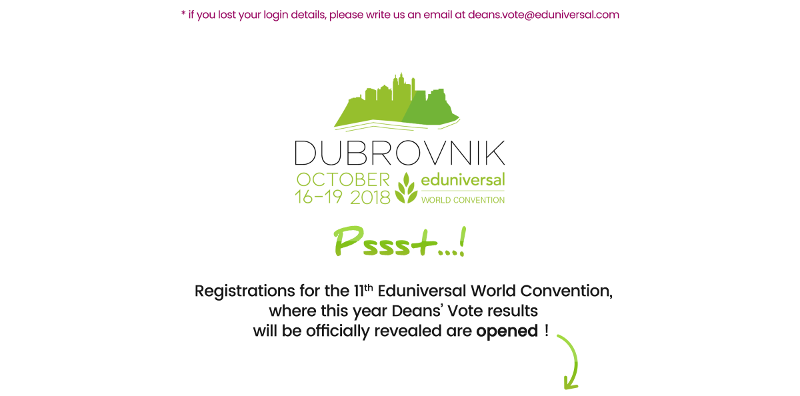 * if you lost your login details, please write us an email at deans.vote@eduniversal.com
DUBROVNIK
OCTOBER
16-19 2018
eduniversal
WORLD CONVENTION
Pssst...!
Registrations for the 11th Eduniversal World Convention,
where this year Deans' Vote results
will be officially revealed are opened !